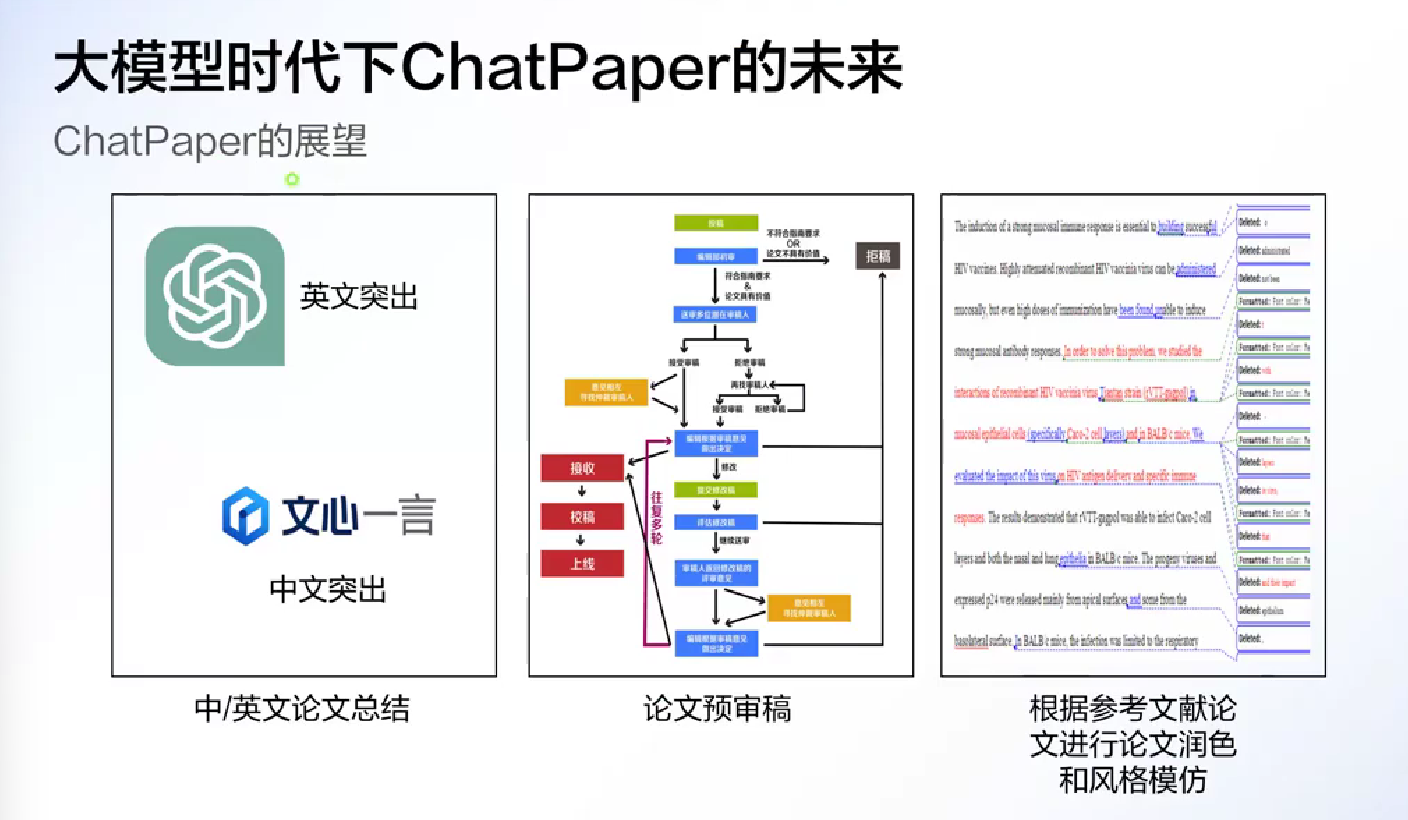 大模型时代下ChatPaper的未来
ChatPaper的展望
英文突出
文心一言
中文突出
中/英文论文总结
投稿
编辑部初审
不符合指南要求
OR
论文不具有价值
拒稿
符合指南要求
&
论文具有价值
送审多位潜在审稿人
接受审稿
拒绝审稿
意见相左
寻找仲裁审稿人
再找审稿人
接受审稿
拒绝审稿
编辑根据审稿意见
做出决定
修改
接收
提交修改稿
校稿
往复多轮
评估修改稿
继续送审
上线
审稿人返回修改稿的
评审意见
意见相左
寻找仲裁审稿人
编辑根据审稿意见
做出决定
论文预审稿
The induction of a strong mucosal immune response is essential to building successful
HIV vaccines. Highly attenuated recombinant HIV vaccinia virus can be administered
mucosally, but even high doses of immunization have been found unable to induce
strong mucosal antibody responses. In order to solve this problem, we studied the
interactions of recombinant HIV vaccinia virus Tiantan strain (rVTT-gagpol) in
mucosal epithelial cells (specifically Caco-2 cell layers) and in BALB/c mice. We
evaluated the impact of this virus on HIV antigen delivery and specific immune
responses. The results demonstrated that rVTT-gagpol was able to infect Caco-2 cell
layers and both the nasal and lung epithelia in BALB/c mice. The progeny viruses and
expressed p24 were released mainly from apical surfaces, and some from the
basolateral surface. In BALB/c mice, the infection was limited to the respiratory
Deleted:
Deleted: administrated
Deleted: not been
Formatted: Font color:
Deleted:
Formatted: Font color:
Deleted: with
Formatted: Font color:
Deleted:
Formatted: Font color:
Deleted: layers
Deleted: in vitro
Formatted: Font color:
Deleted: that
Formatted: Font color:
Deleted: and their impact
Deleted: epithelium
Deleted: ,
根据参考文献论
文进行论文润色
和风格模仿